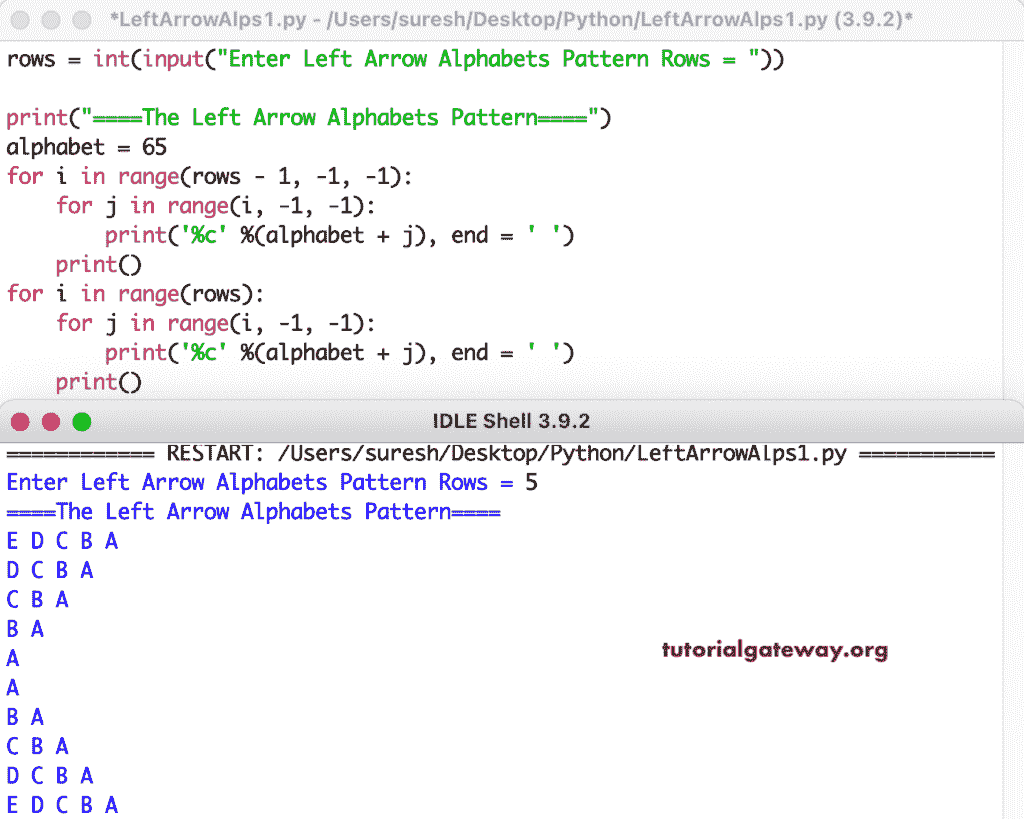 *LeftArrowAlps1.py - /Users/suresh/Desktop/Python/LeftArrowAlps1.py (3.9.2)*
rows = int(input("Enter Left Arrow Alphabets Pattern Rows = "))
print("====The Left Arrow Alphabets Pattern====")
alphabet = 65
for i in range(rows - 1, -1, -1):
    for j in range(i, -1, -1):
        print('%c' %(alphabet + j), end = ' ')
    print()
for i in range(rows):
    for j in range(i, -1, -1):
        print('%c' %(alphabet + j), end = ' ')
    print()
IDLE Shell 3.9.2
============ RESTART: /Users/suresh/Desktop/Python/LeftArrowAlps1.py ===========
Enter Left Arrow Alphabets Pattern Rows = 5
====The Left Arrow Alphabets Pattern====
E D C B A
D C B A
C B A
B A
tutorialgateway.org
A
A
B A
C B A
D C B A
E D C B A